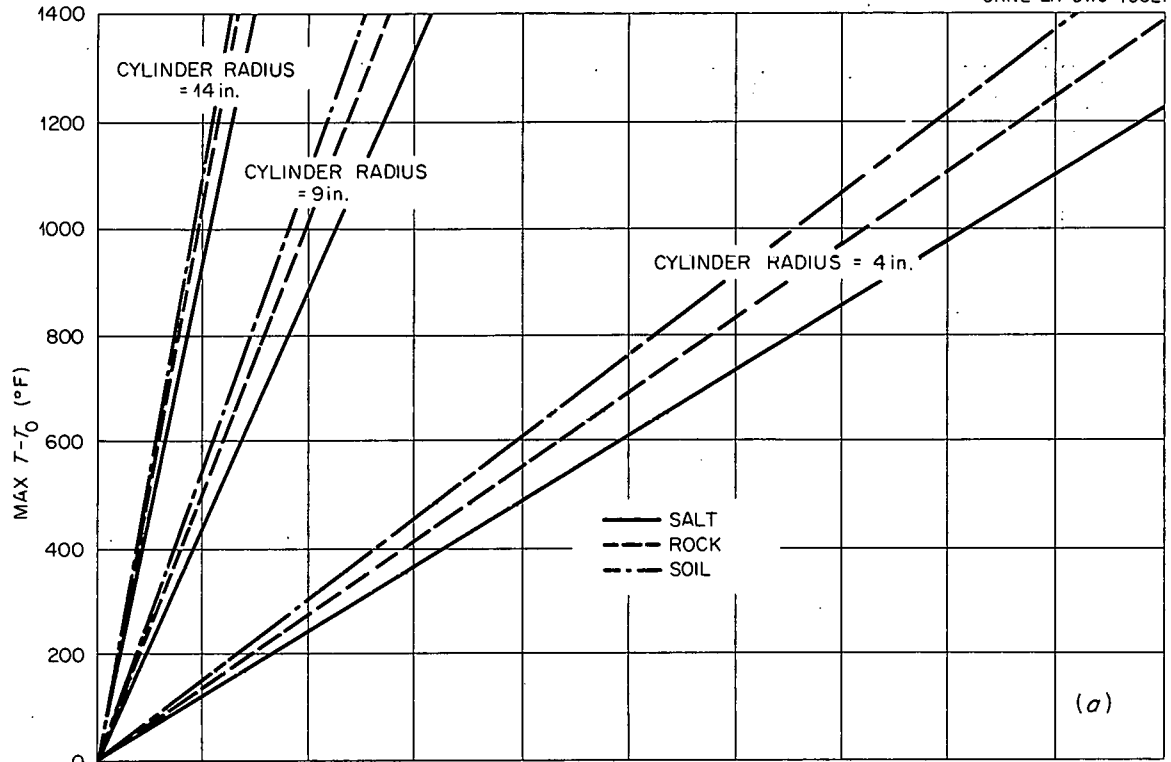 1400
CYLINDER RADIUS
= 14 in.
1200
CYLINDER RADIUS
= 9 in.
1000
CYLINDER RADIUS = 4 in.
800
MAX T-T0 (°F)
600
SALT
ROCK
SOIL
400
200
(a)
0